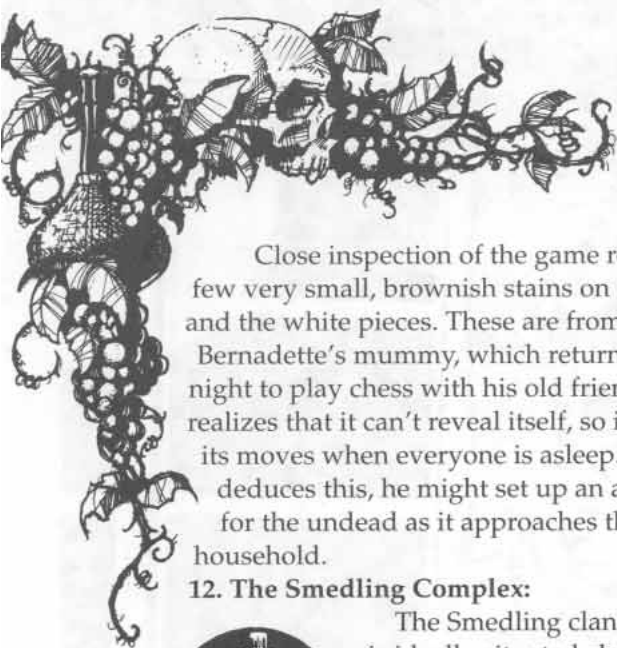 Close inspection of the game
few very small, brownish stains on
and the white pieces. These are from
Bernadette's mummy, which return
night to play chess with his old frien
realizes that it can't reveal itself, so
its moves when everyone is asleep.
deduces this, he might set up an
for the undead as it approaches
household.
12. The Smedling Complex:
The Smedling clan